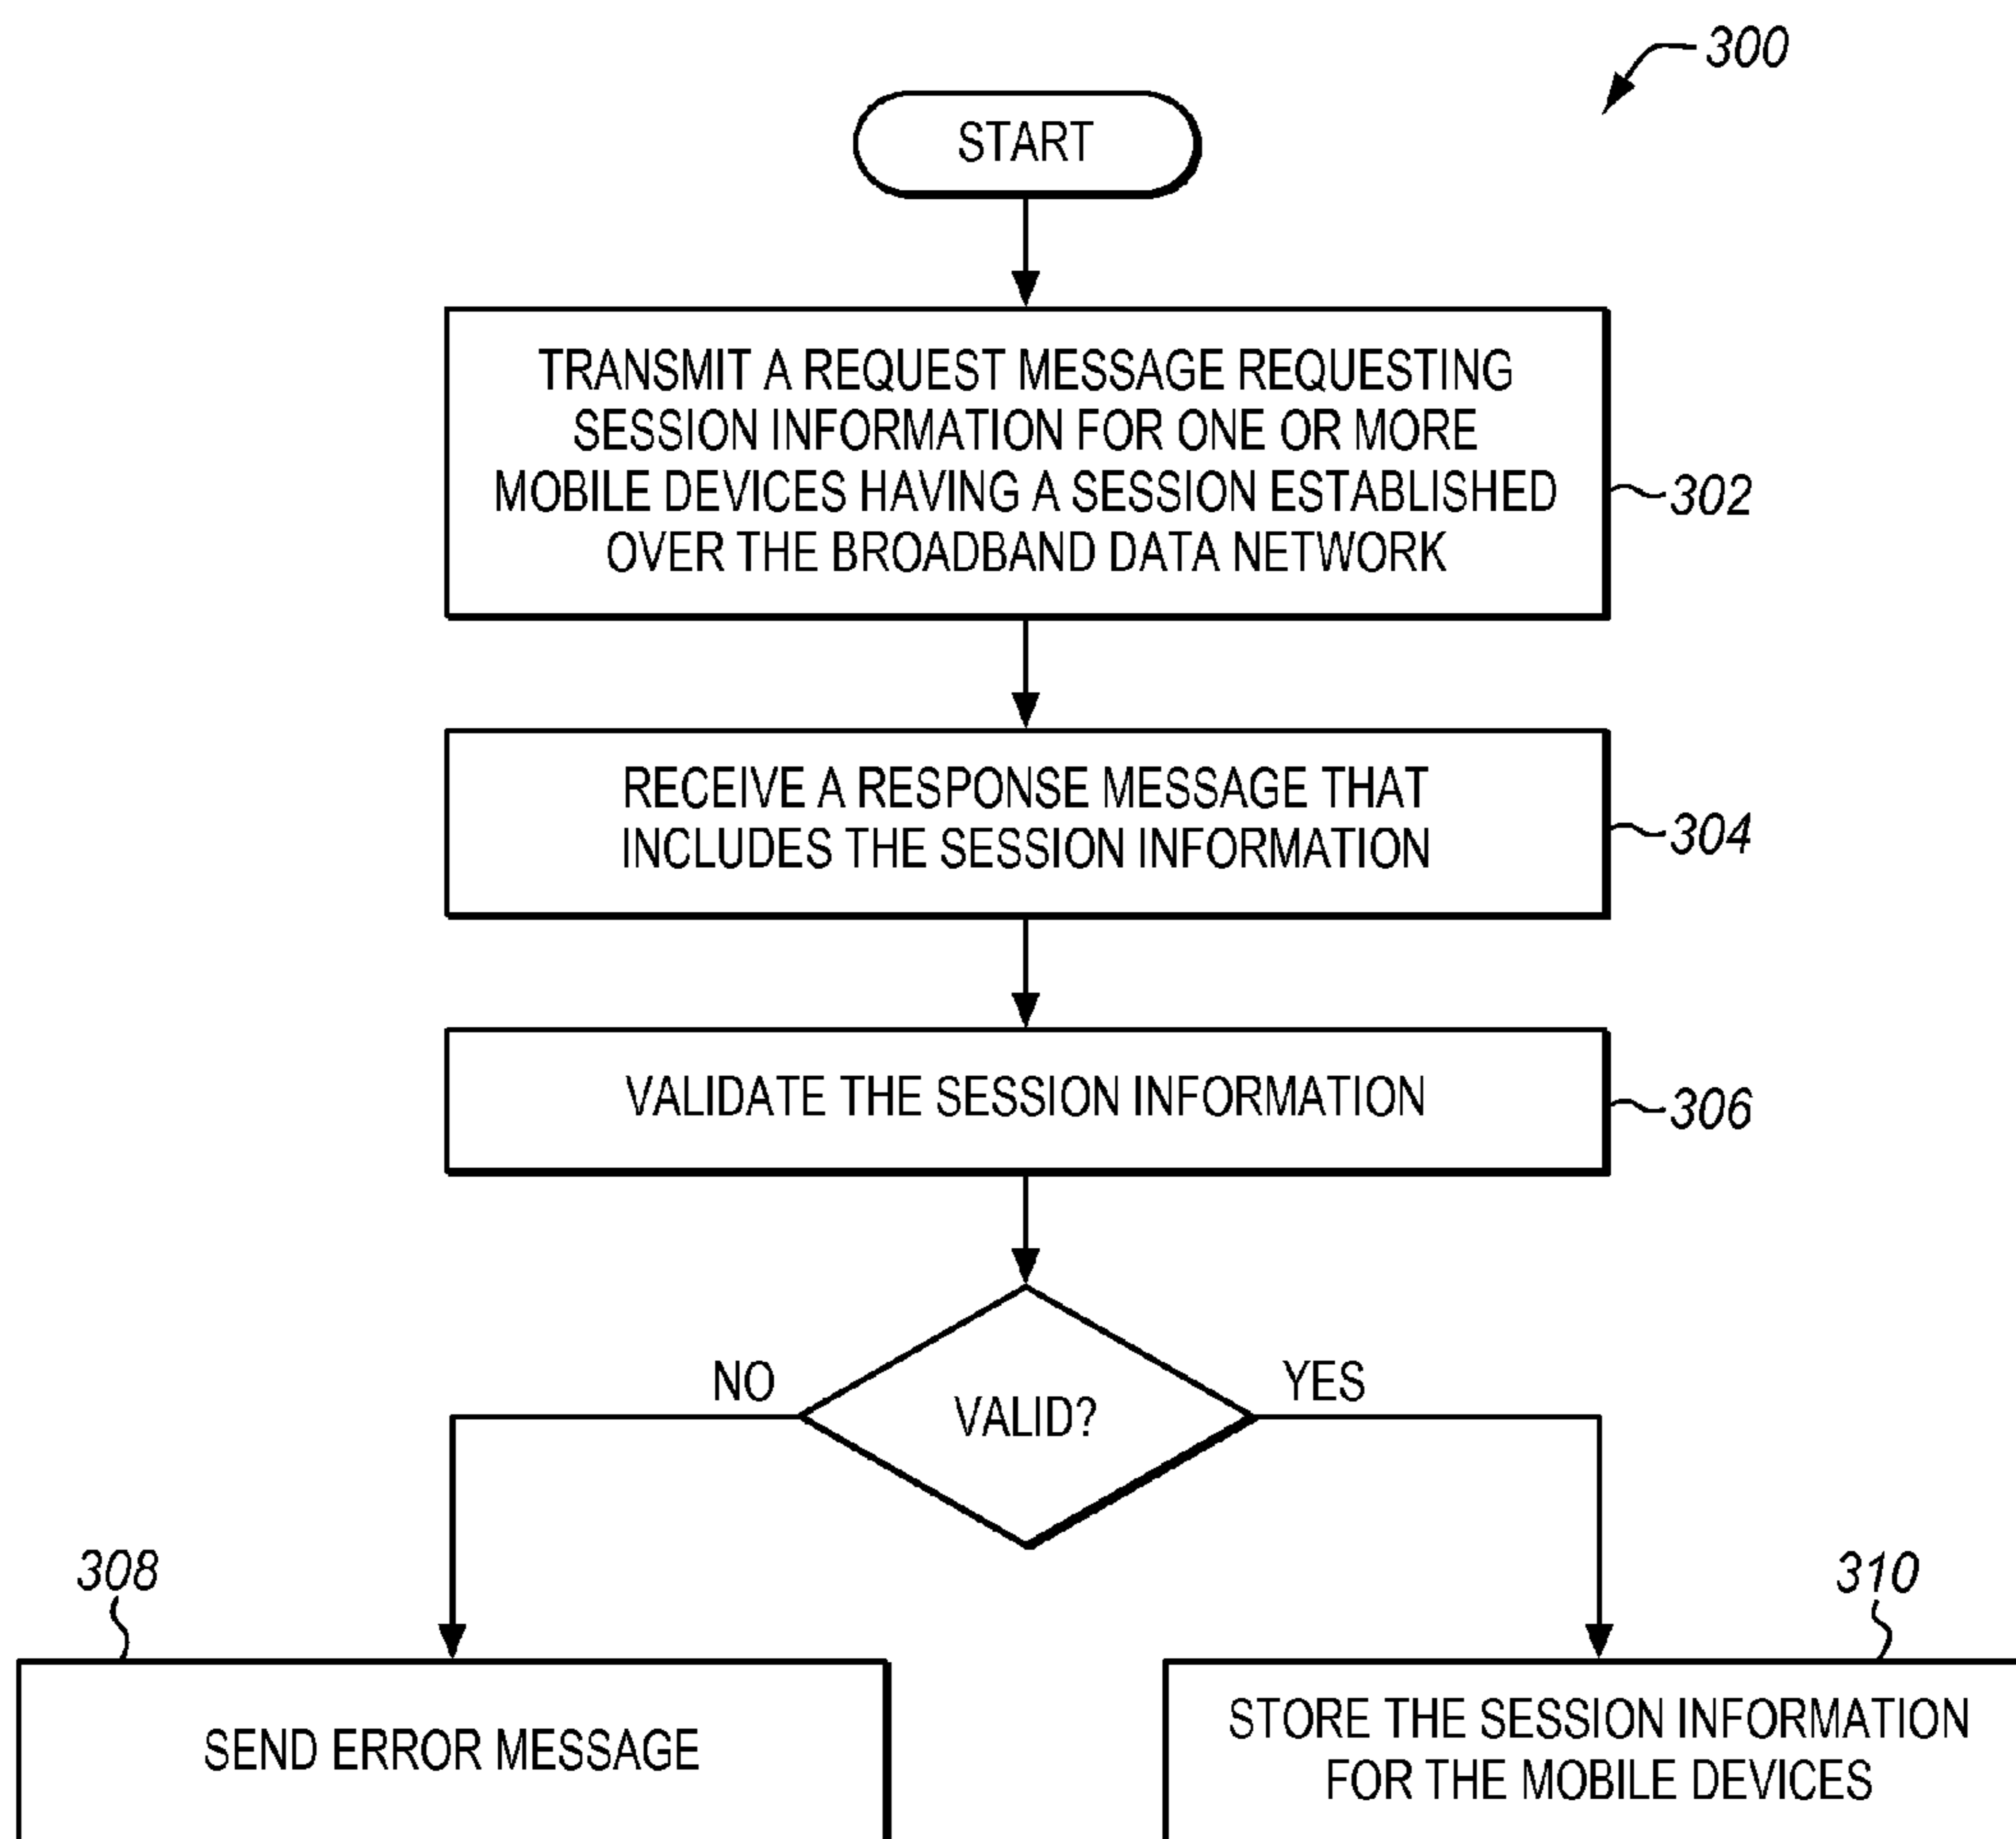 300
START
TRANSMIT A REQUEST MESSAGE REQUESTING
SESSION INFORMATION FOR ONE OR MORE
MOBILE DEVICES HAVING A SESSION ESTABLISHED
OVER THE BROADBAND DATA NETWORK
302
RECEIVE A RESPONSE MESSAGE THAT
INCLUDES THE SESSION INFORMATION
304
VALIDATE THE SESSION INFORMATION
306
NO
VALID?
YES
308
SEND ERROR MESSAGE
310
STORE THE SESSION INFORMATION
FOR THE MOBILE DEVICES